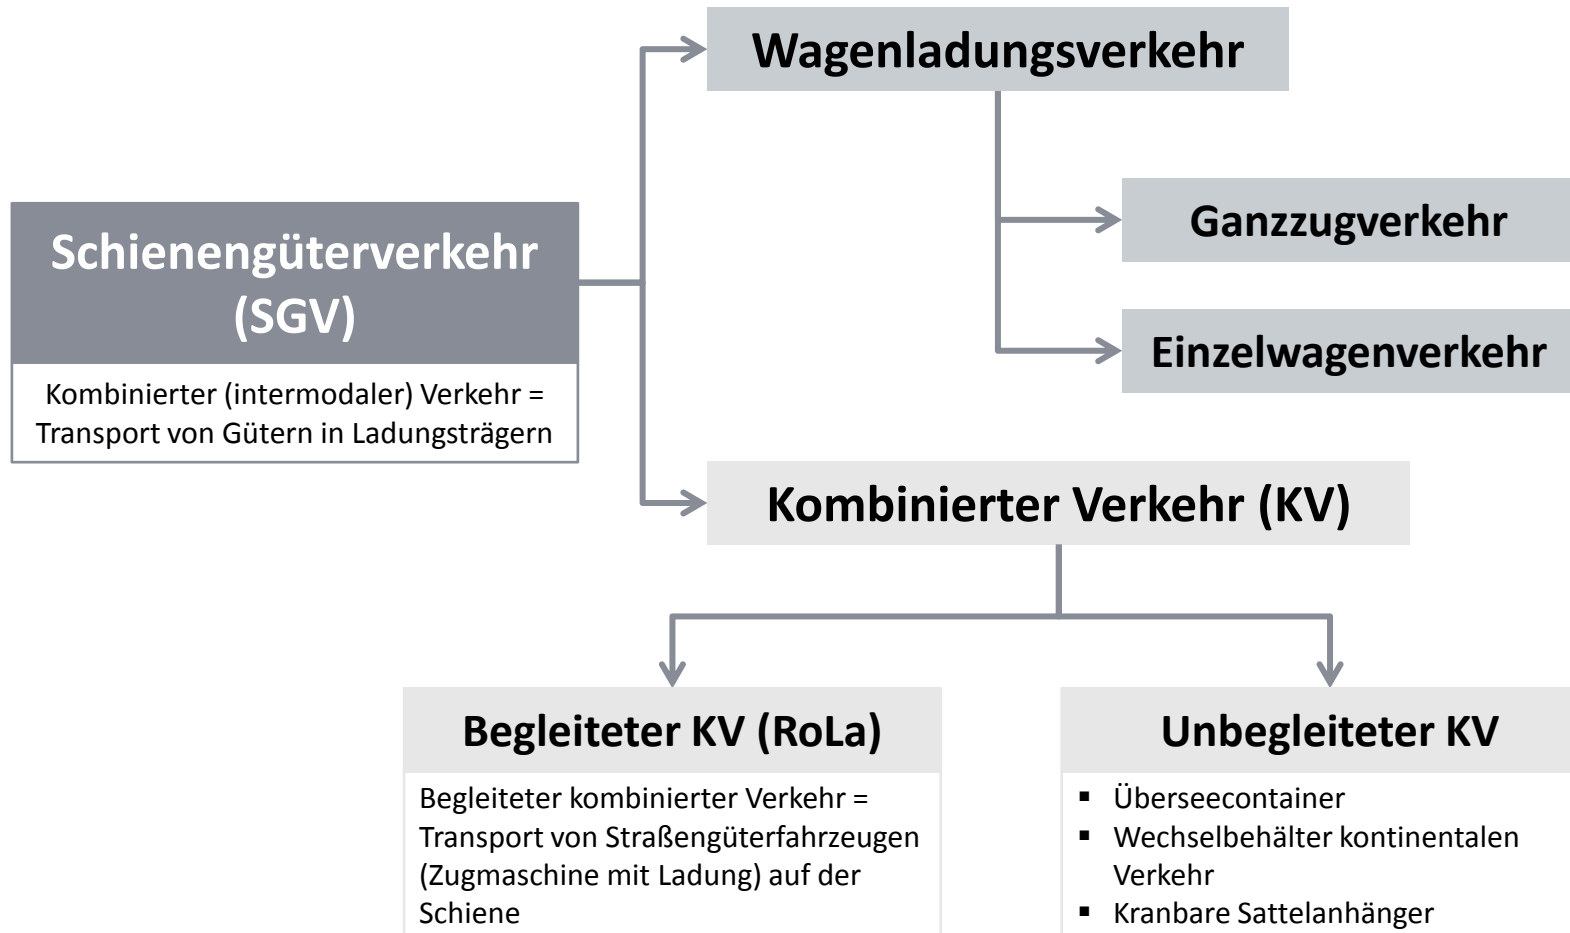 Wagenladungsverkehr
Ganzzugverkehr
Schienengüterverkehr
(SGV)
Einzelwagenverkehr
Kombinierter (intermodaler) Verkehr =
Transport von Gütern in Ladungsträgern
Kombinierter Verkehr (KV)
Begleiteter KV (RoLa)
Begleiteter kombinierter Verkehr =
Transport von Straßengüterfahrzeugen
(Zugmaschine mit Ladung) auf der
Schiene
Unbegleiteter KV
▪ Überseecontainer
▪ Wechselbehälter kontinentalen
Verkehr
▪ Kranbare Sattelanhänger